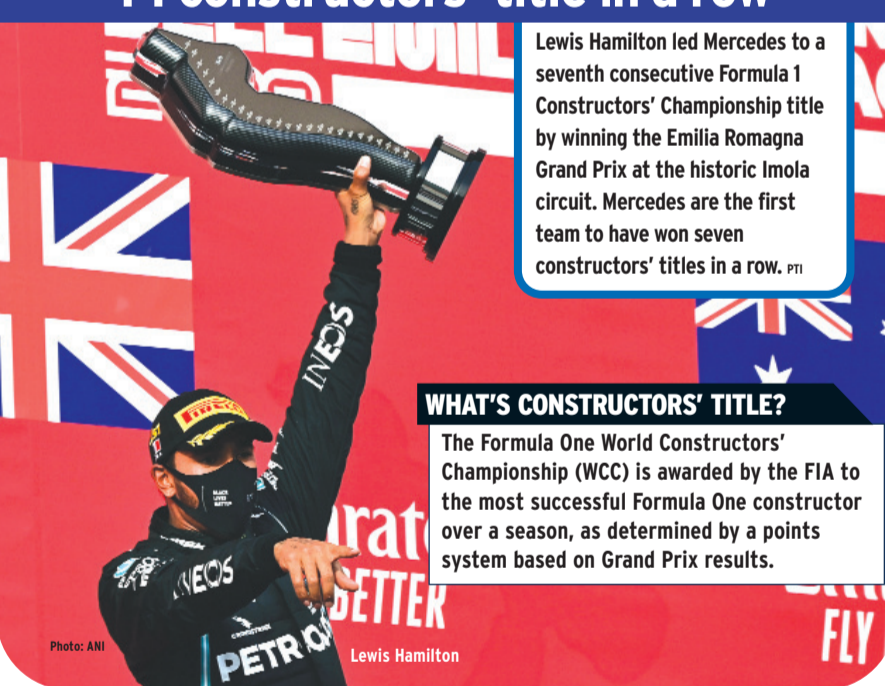 F1 constructors' title in a row
Lewis Hamilton led Mercedes to a
seventh consecutive Formula 1
Constructors' Championship title
by winning the Emilia Romagna
Grand Prix at the historic Imola
circuit. Mercedes are the first
team to have won seven
constructors' titles in a row. PTI
INEOS
WHAT'S CONSTRUCTORS' TITLE?
The Formula One World Constructors'
Championship (WCC) is awarded by the FIA to
the most successful Formula One constructor
over a season, as determined by a points
system based on Grand Prix results.
PIRELLI
BLACK
LIVES
MATTER
INEOS
BETTER
FLY
CROWDSTRIKE
PETRONAS
Photo: ANI
Lewis Hamilton